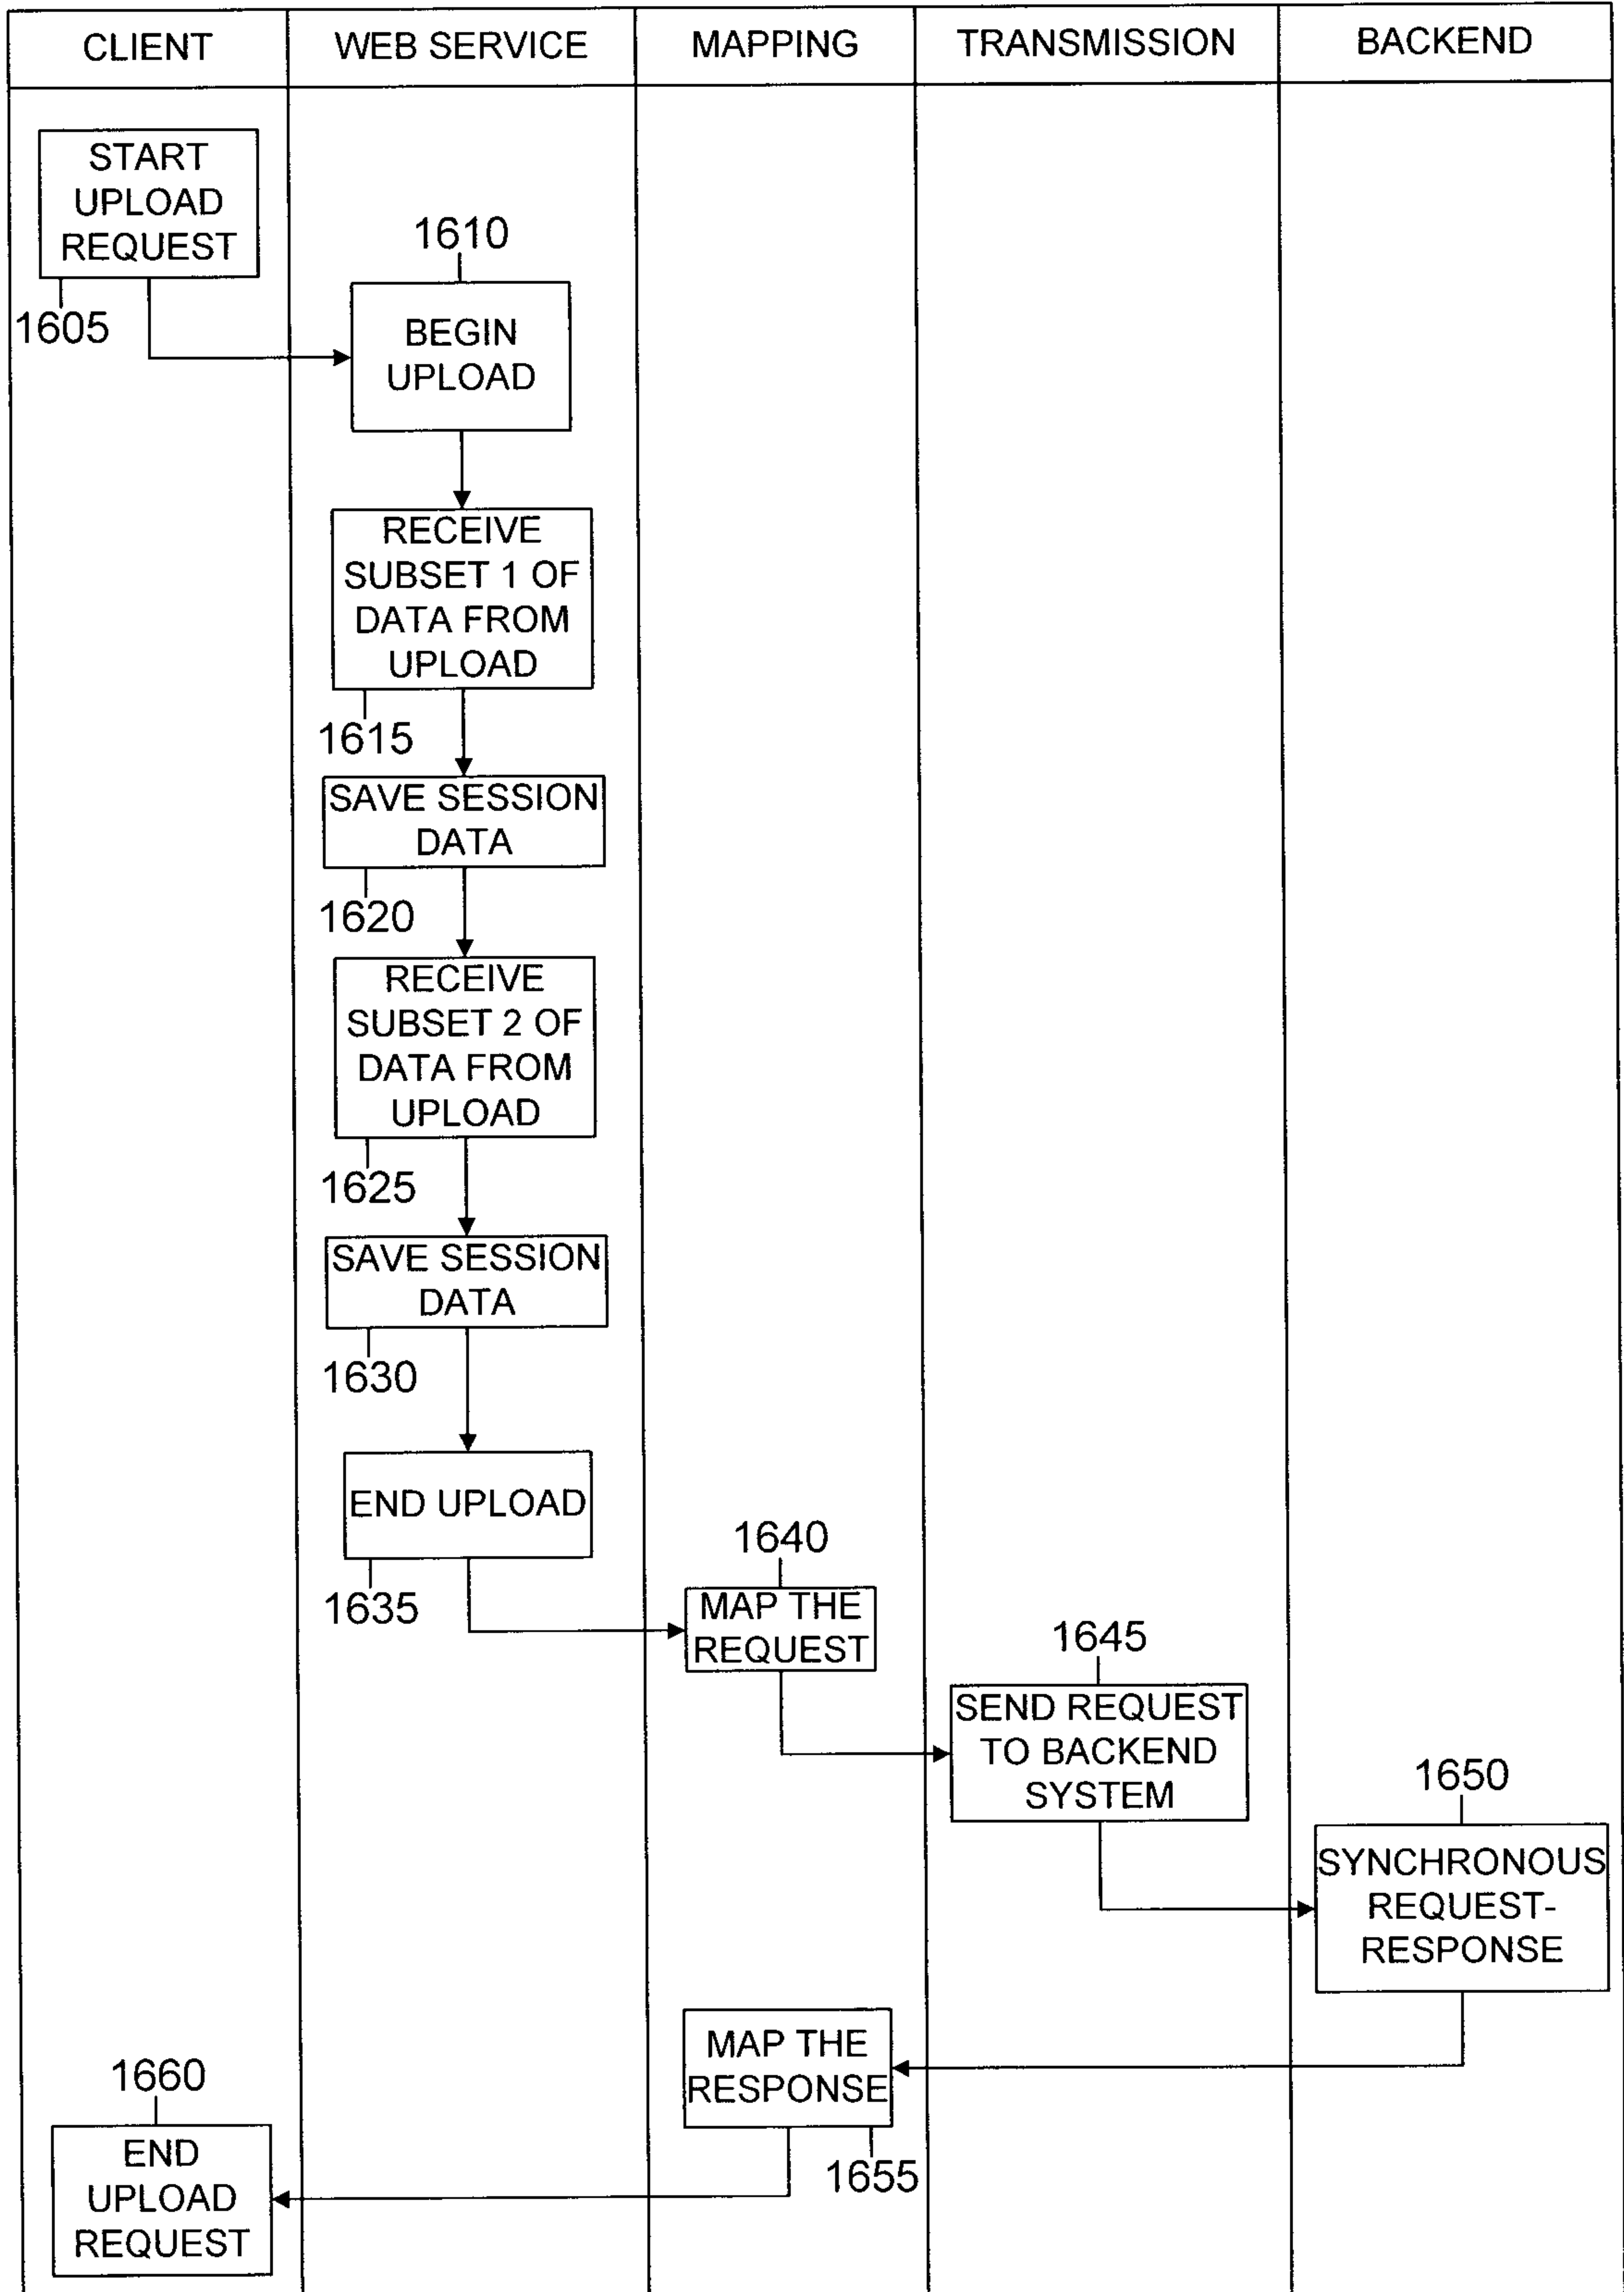 CLIENT
WEB SERVICE
MAPPING
TRANSMISSION
BACKEND
START
UPLOAD
REQUEST
1605
1610
BEGIN
UPLOAD
RECEIVE
SUBSET 1 OF
DATA FROM
UPLOAD
1615
SAVE SESSION
DATA
1620
RECEIVE
SUBSET 2 OF
DATA FROM
UPLOAD
1625
SAVE SESSION
DATA
1630
END UPLOAD
1635
1640
MAP THE
REQUEST
1645
SEND REQUEST
TO BACKEND
SYSTEM
1650
SYNCHRONOUS
REQUEST-
RESPONSE
MAP THE
RESPONSE
1655
1660
END
UPLOAD
REQUEST